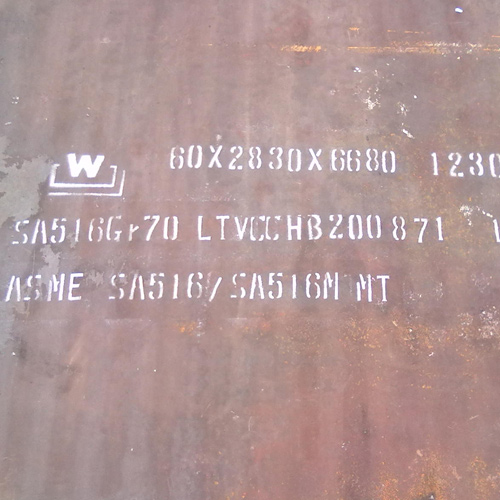 W 60X2830X6680 1230
SA516Gr70 LTVCCHB200871
ASME SA516/SA516M MT